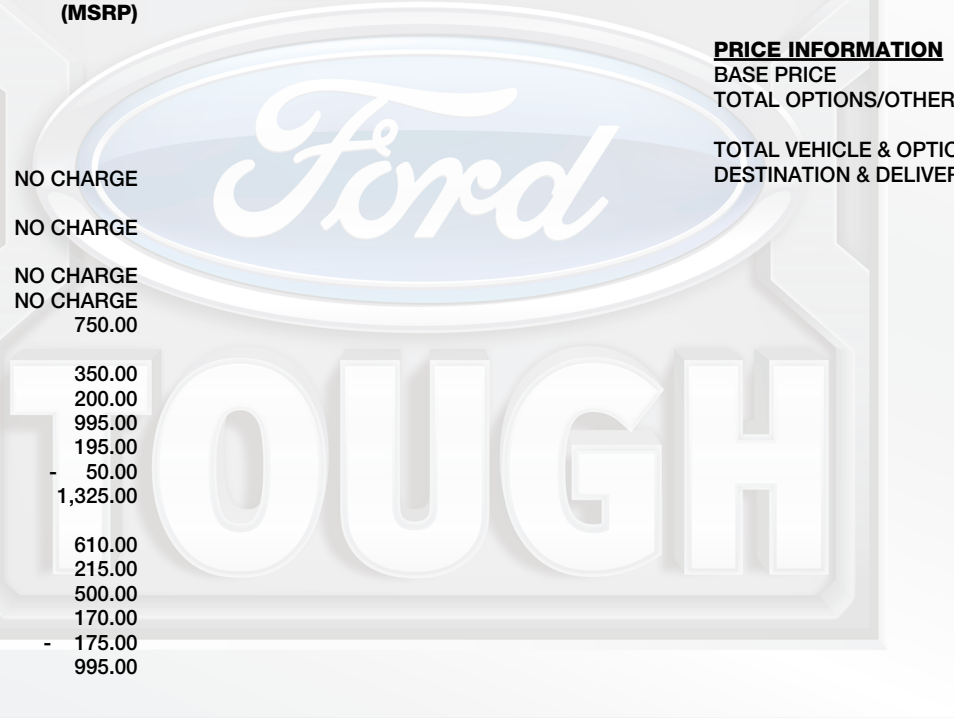 (MSRP)
NO CHARGE
NO CHARGE
NO CHARGE
NO CHARGE
750.00
350.00
200.00
995.00
195.00
- 50.00
1,325.00
610.00
215.00
500.00
170.00
- 175.00
995.00
PRICE INFORMATION
BASE PRICE
TOTAL OPTIONS/OTHER
TOTAL VEHICLE & OPTIO
DESTINATION & DELIVER
Ford
TOUGH